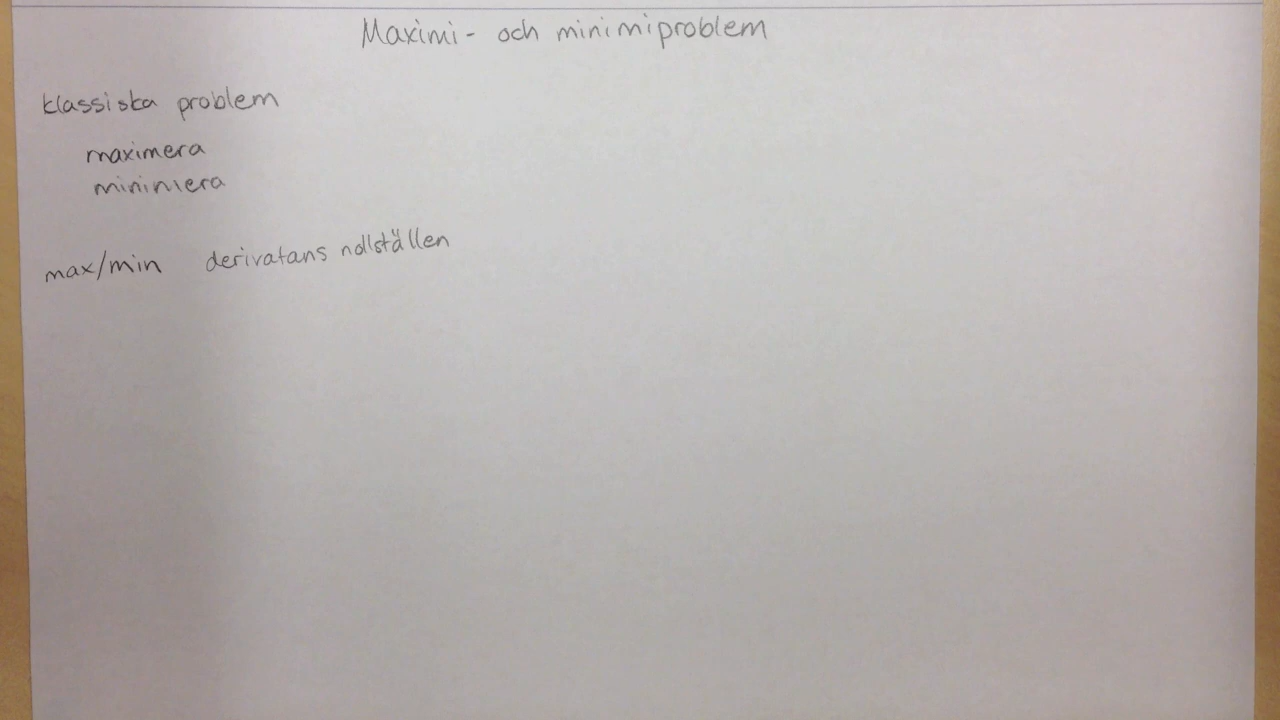 Maximi- och minimiproblem
klassiska problem
maximera
minimera
max/min derivatans nollställen